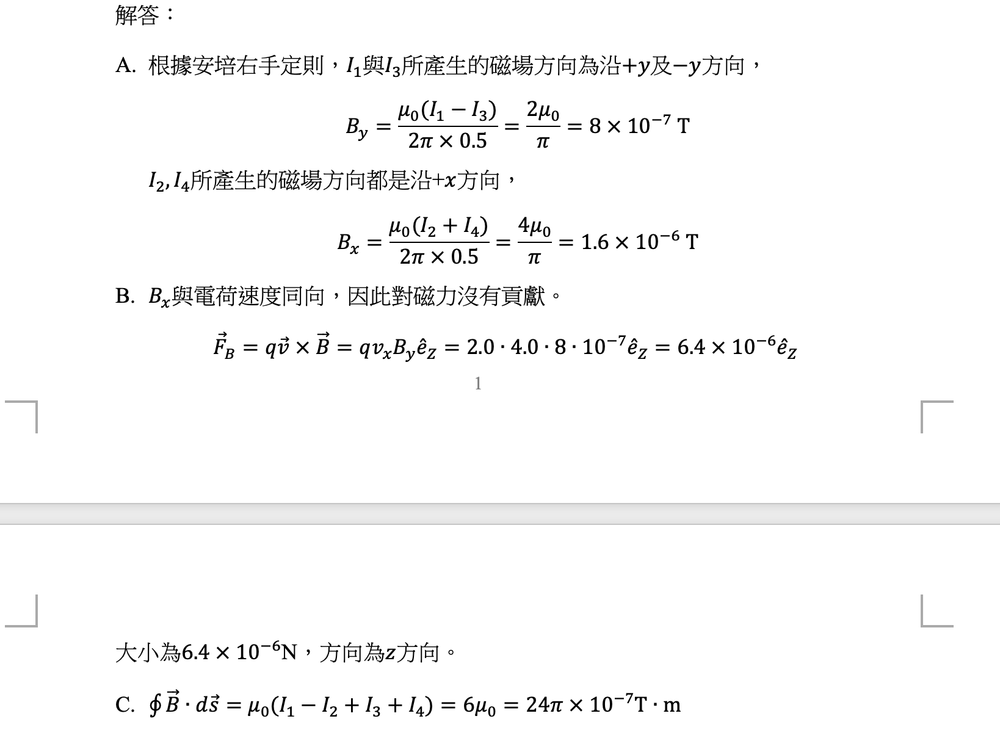 解答：
A. 根據安培右手定則，I₁與I₃所產生的磁場方向為沿+y及−y方向，
B_y = μ₀(I₁ − I₃) / (2π × 0.5) = 2μ₀ / π = 8 × 10⁻⁷ T
I₂, I₄所產生的磁場方向都是沿+x方向，
B_x = μ₀(I₂ + I₄) / (2π × 0.5) = 4μ₀ / π = 1.6 × 10⁻⁶ T
B. B_x與電荷速度同向，因此對磁力沒有貢獻。
F⃗_B = qv⃗ × B⃗ = qv_xB_yê_z = 2.0 · 4.0 · 8 · 10⁻⁷ê_z = 6.4 × 10⁻⁶ê_z
1
大小為6.4 × 10⁻⁶N，方向為z方向。
C. ∮B⃗ · ds⃗ = μ₀(I₁ − I₂ + I₃ + I₄) = 6μ₀ = 24π × 10⁻⁷T · m